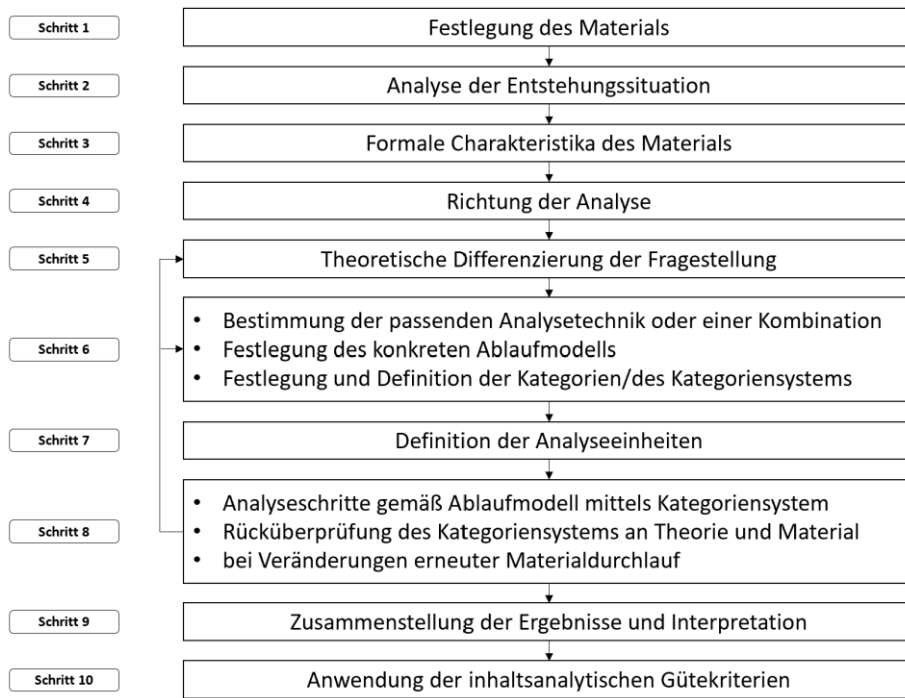 Schritt 1
Festlegung des Materials
Schritt 2
Analyse der Entstehungssituation
Schritt 3
Formale Charakteristika des Materials
Schritt 4
Richtung der Analyse
Schritt 5
Theoretische Differenzierung der Fragestellung
Schritt 6
• Bestimmung der passenden Analysetechnik oder einer Kombination
• Festlegung des konkreten Ablaufmodells
• Festlegung und Definition der Kategorien/des Kategoriensystems
Schritt 7
Definition der Analyseeinheiten
Schritt 8
• Analyseschritte gemäß Ablaufmodell mittels Kategoriensystem
• Rücküberprüfung des Kategoriensystems an Theorie und Material
• bei Veränderungen erneuter Materialdurchlauf
Schritt 9
Zusammenstellung der Ergebnisse und Interpretation
Schritt 10
Anwendung der inhaltsanalytischen Gütekriterien